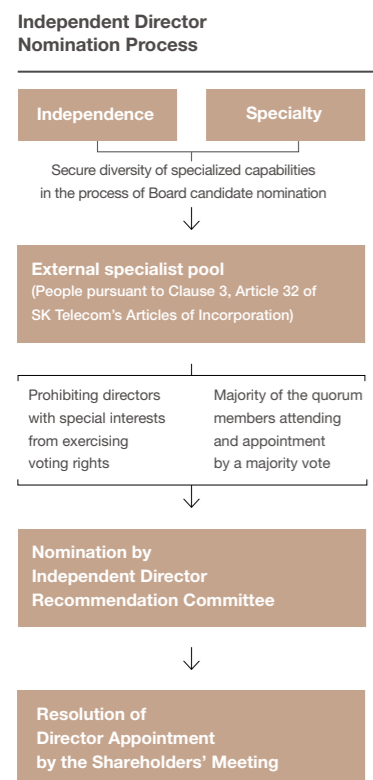 Independent Director
Nomination Process
Independence
Specialty
Secure diversity of specialized capabilities
in the process of Board candidate nomination
External specialist pool
(People pursuant to Clause 3, Article 32 of
SK Telecom's Articles of Incorporation)
Prohibiting directors
with special interests
from exercising
voting rights
Majority of the quorum
members attending
and appointment
by a majority vote
Nomination by
Independent Director
Recommendation Committee
Resolution of
Director Appointment
by the Shareholders' Meeting